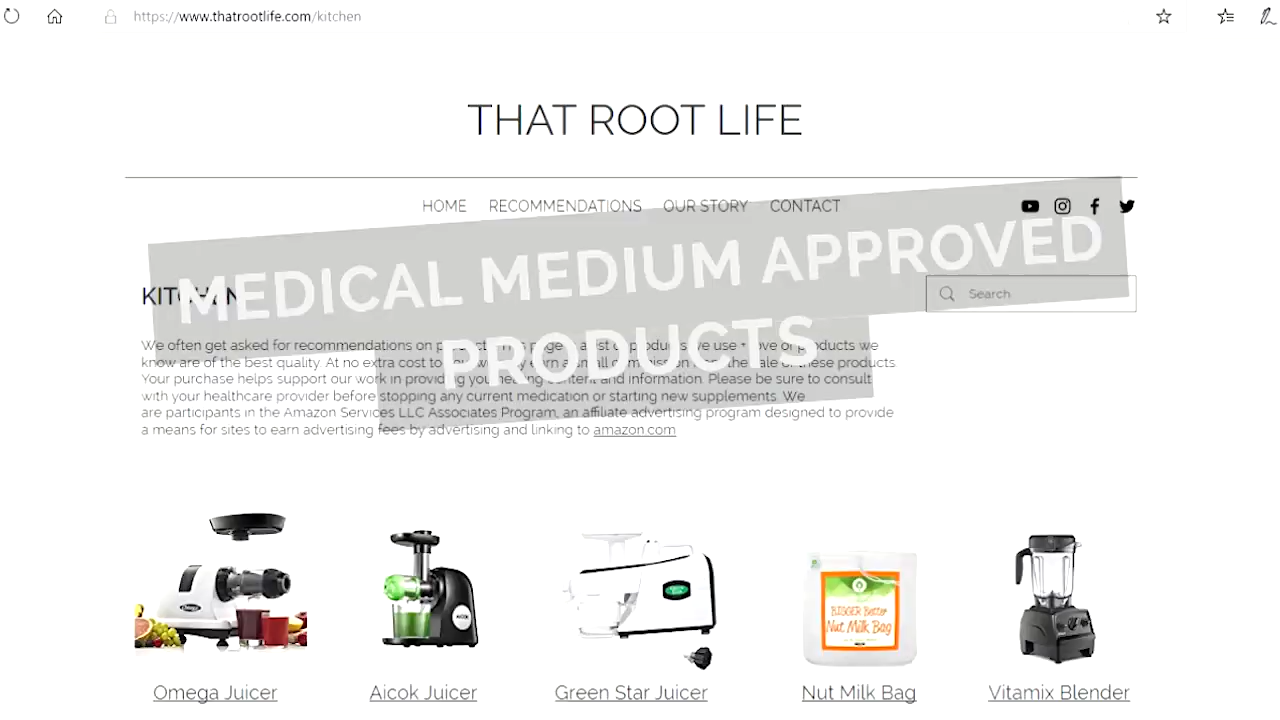 https://www.thatrootlife.com/kitchen
THAT ROOT LIFE
HOME RECOMMENDATIONS OUR STORY CONTACT
MEDICAL MEDIUM APPROVED
PRODUCTS
KITCHEN
Search
We often get asked for recommendations on products. This page is a list of products we use + love or products we
know are of the best quality. At no extra cost to you we may earn a small commission from the sale of these products.
Your purchase helps support our work in providing you healing content and information. Please be sure to consult
with your healthcare provider before stopping any current medication or starting new supplements. We
are participants in the Amazon Services LLC Associates Program, an affiliate advertising program designed to provide
a means for sites to earn advertising fees by advertising and linking to amazon.com
Omega
BIGGER Better
Nut Milk Bag
Omega Juicer Aicok Juicer Green Star Juicer Nut Milk Bag Vitamix Blender